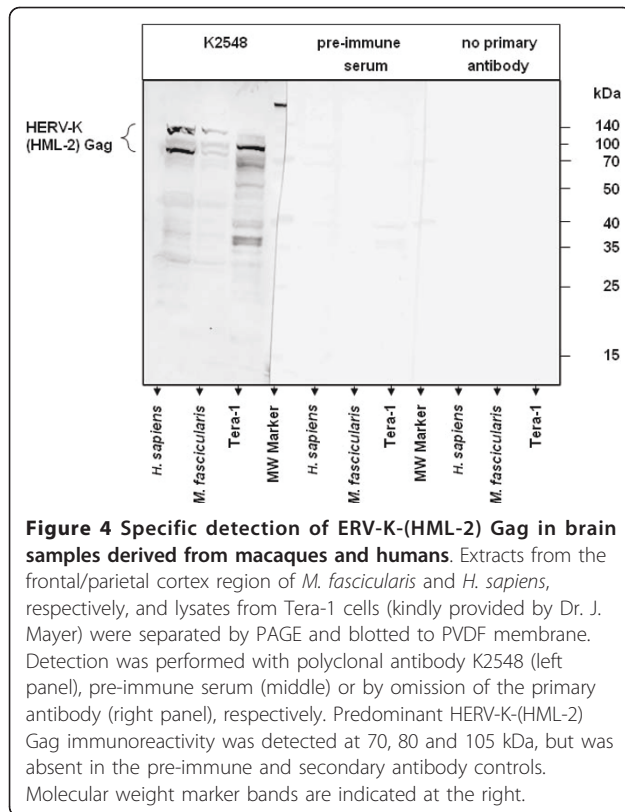 K2548
pre-immune
serum
no primary
antibody
kDa
HERV-K
(HML-2) Gag
140
100
70
50
40
35
25
15
H. sapiens
M. fascicularis
Tera-1
MW Marker
H. sapiens
M. fascicularis
Tera-1
MW Marker
H. sapiens
M. fascicularis
Tera-1
Figure 4 Specific detection of ERV-K-(HML-2) Gag in brain
samples derived from macaques and humans. Extracts from the
frontal/parietal cortex region of M. fascicularis and H. sapiens,
respectively, and lysates from Tera-1 cells (kindly provided by Dr. J.
Mayer) were separated by PAGE and blotted to PVDF membrane.
Detection was performed with polyclonal antibody K2548 (left
panel), pre-immune serum (middle) or by omission of the primary
antibody (right panel), respectively. Predominant HERV-K-(HML-2)
Gag immunoreactivity was detected at 70, 80 and 105 kDa, but was
absent in the pre-immune and secondary antibody controls.
Molecular weight marker bands are indicated at the right.